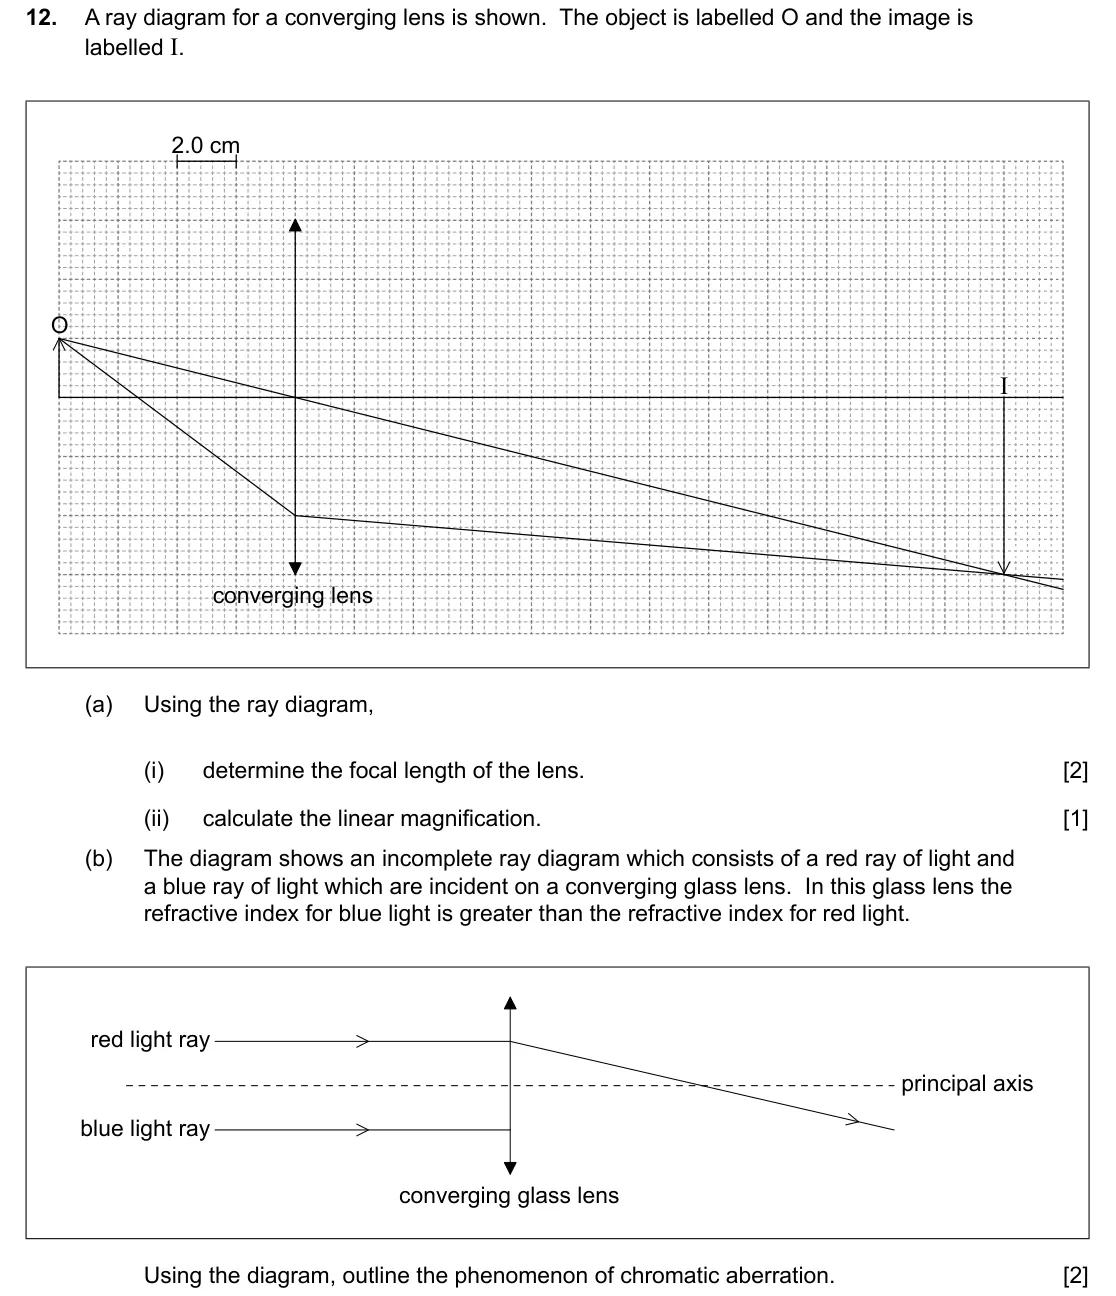 12. A ray diagram for a converging lens is shown. The object is labelled O and the image is
labelled I.
2.0 cm
O
I
converging lens
(a) Using the ray diagram,
(i) determine the focal length of the lens. [2]
(ii) calculate the linear magnification. [1]
(b) The diagram shows an incomplete ray diagram which consists of a red ray of light and
a blue ray of light which are incident on a converging glass lens. In this glass lens the
refractive index for blue light is greater than the refractive index for red light.
red light ray
principal axis
blue light ray
converging glass lens
Using the diagram, outline the phenomenon of chromatic aberration. [2]